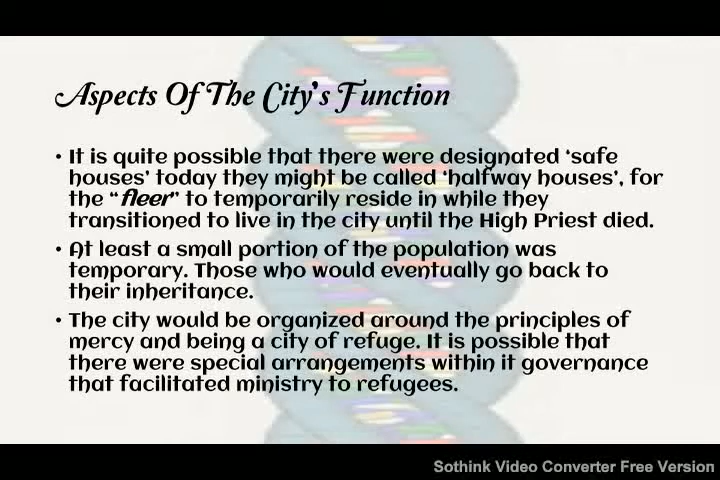 Aspects Of The City's Function
• It is quite possible that there were designated ‘safe
houses’ today they might be called ‘halfway houses’, for
the “fleer” to temporarily reside in while they
transitioned to live in the city until the High Priest died.
• At least a small portion of the population was
temporary. Those who would eventually go back to
their inheritance.
• The city would be organized around the principles of
mercy and being a city of refuge. It is possible that
there were special arrangements within it governance
that facilitated ministry to refugees.
Sothink Video Converter Free Version